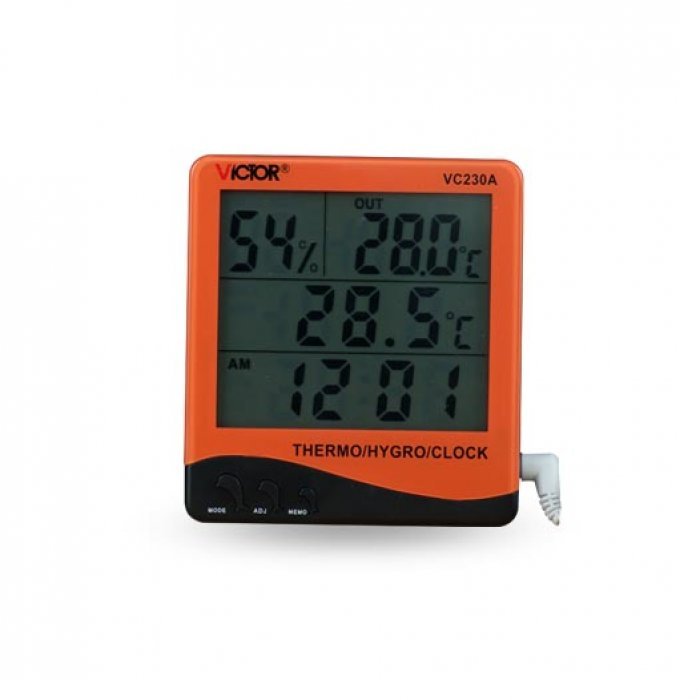 VICTOR®
VC230A
OUT
54%
28.0°C
28.5°C
AM
12 01
THERMO/HYGRO/CLOCK
MODE ADJ MEMO